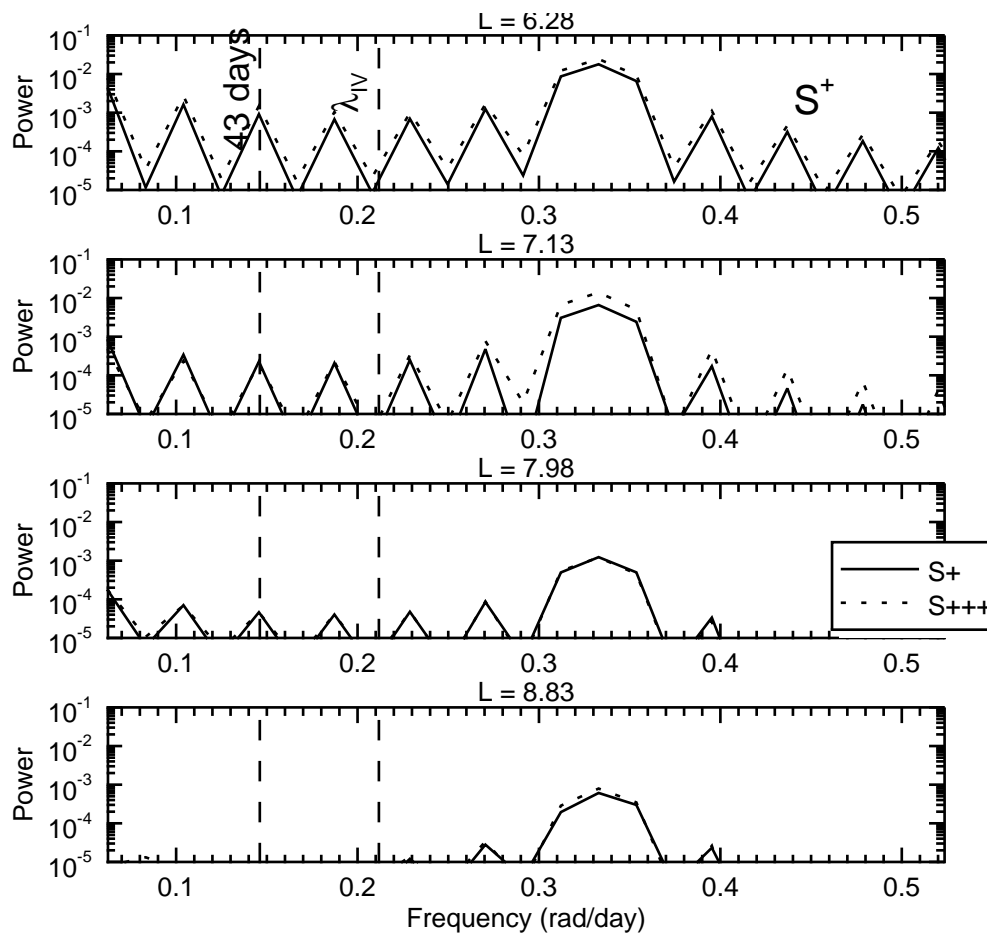 L = 6.28
Power
10^-1
10^-2
10^-3
10^-4
10^-5
43 days
λ_IV
S^+
0.1 0.2 0.3 0.4 0.5
L = 7.13
Power
10^-1
10^-2
10^-3
10^-4
10^-5
0.1 0.2 0.3 0.4 0.5
L = 7.98
Power
10^-1
10^-2
10^-3
10^-4
10^-5
S+
S+++
0.1 0.2 0.3 0.4 0.5
L = 8.83
Power
10^-1
10^-2
10^-3
10^-4
10^-5
0.1 0.2 0.3 0.4 0.5
Frequency (rad/day)